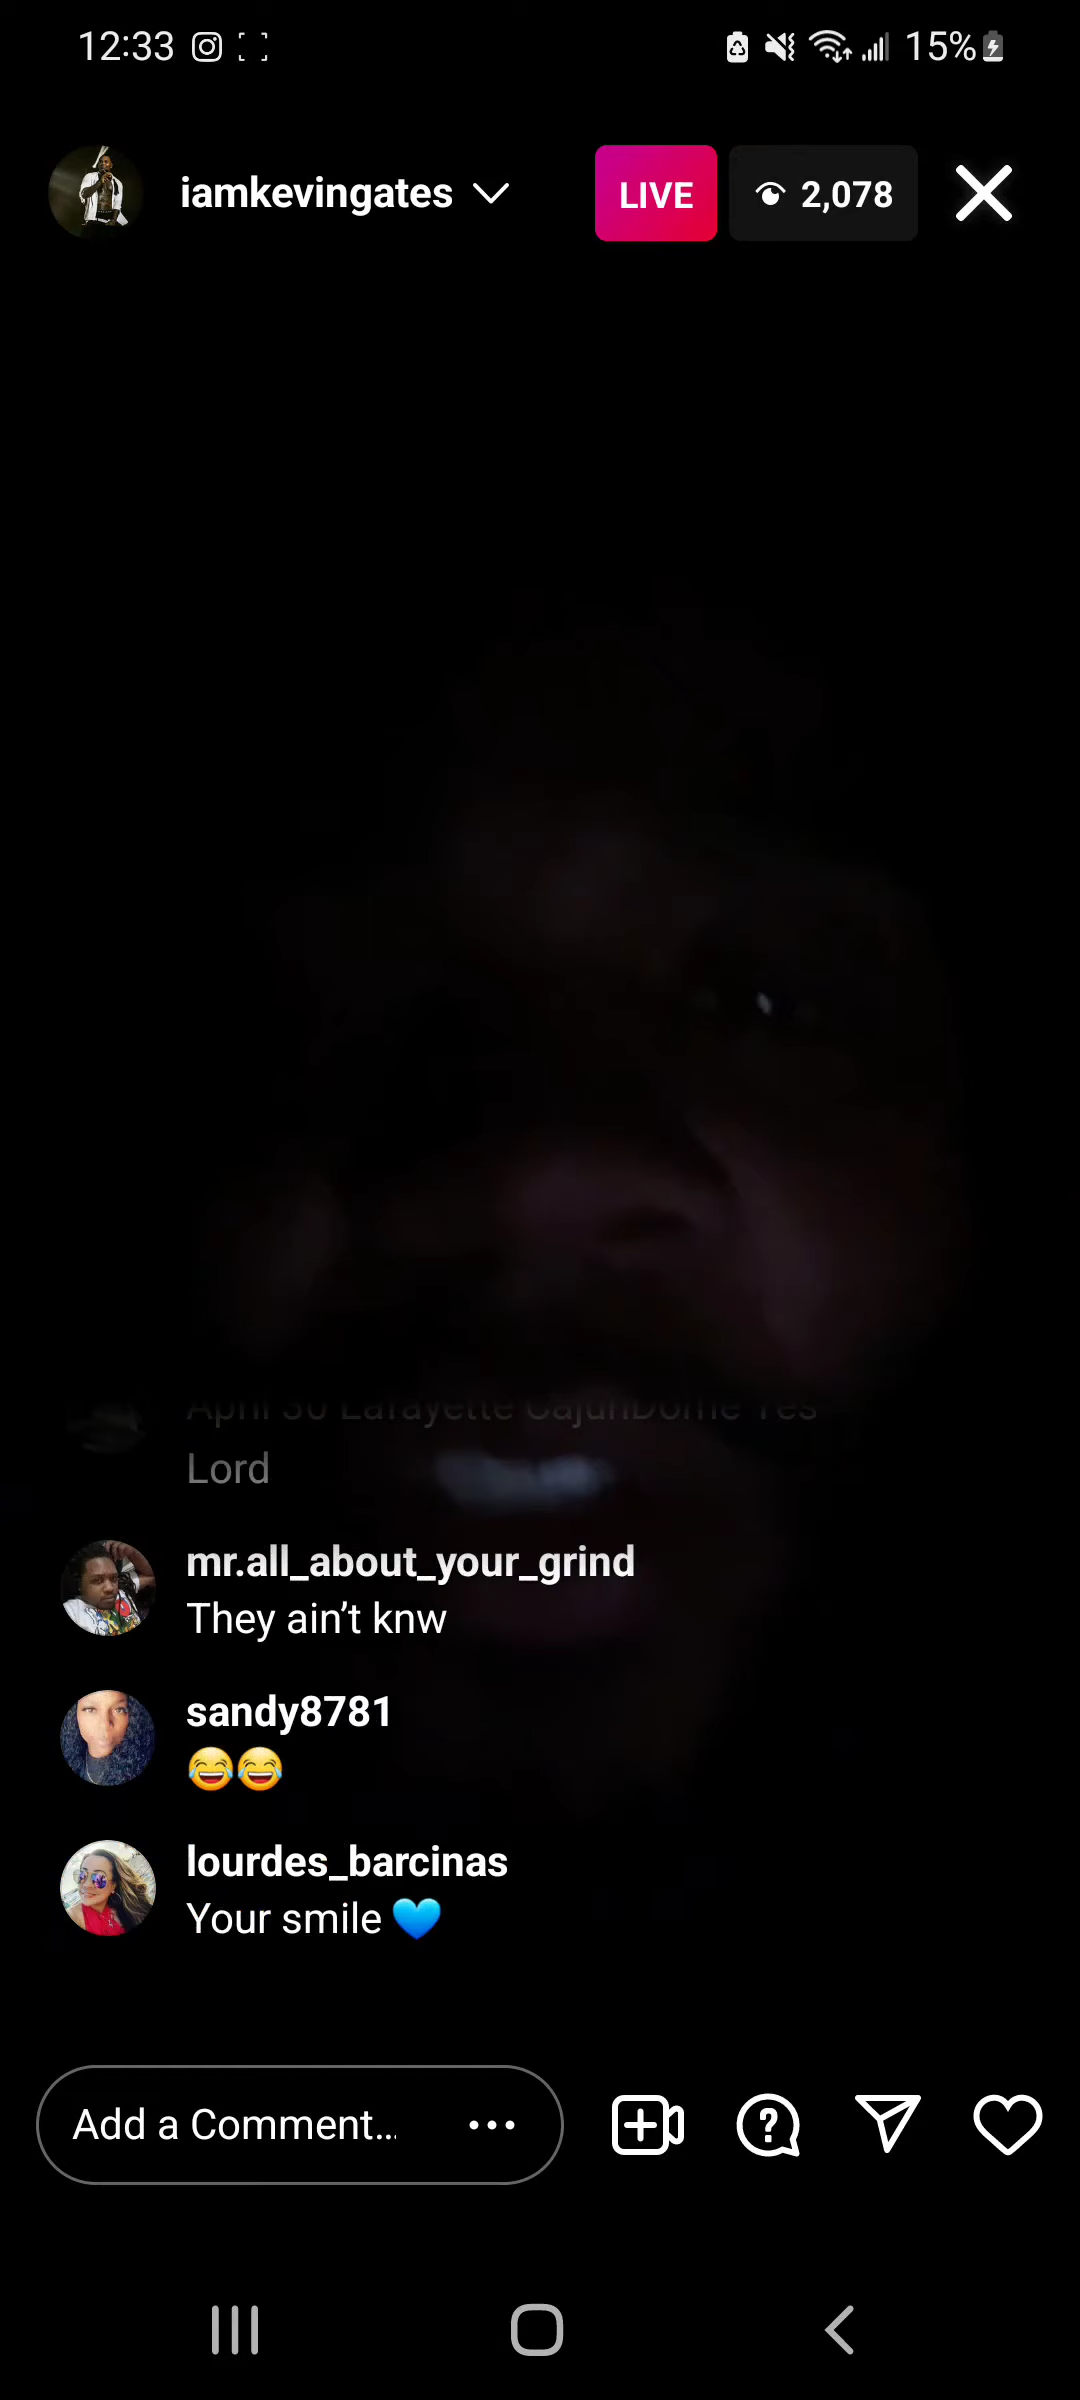 12:33
15%
iamkevingates
LIVE
2,078
April 30 Lafayette CajunDome Yes
Lord
mr.all_about_your_grind
They ain’t knw
sandy8781
😂😂
lourdes_barcinas
Your smile 💙
Add a Comment...